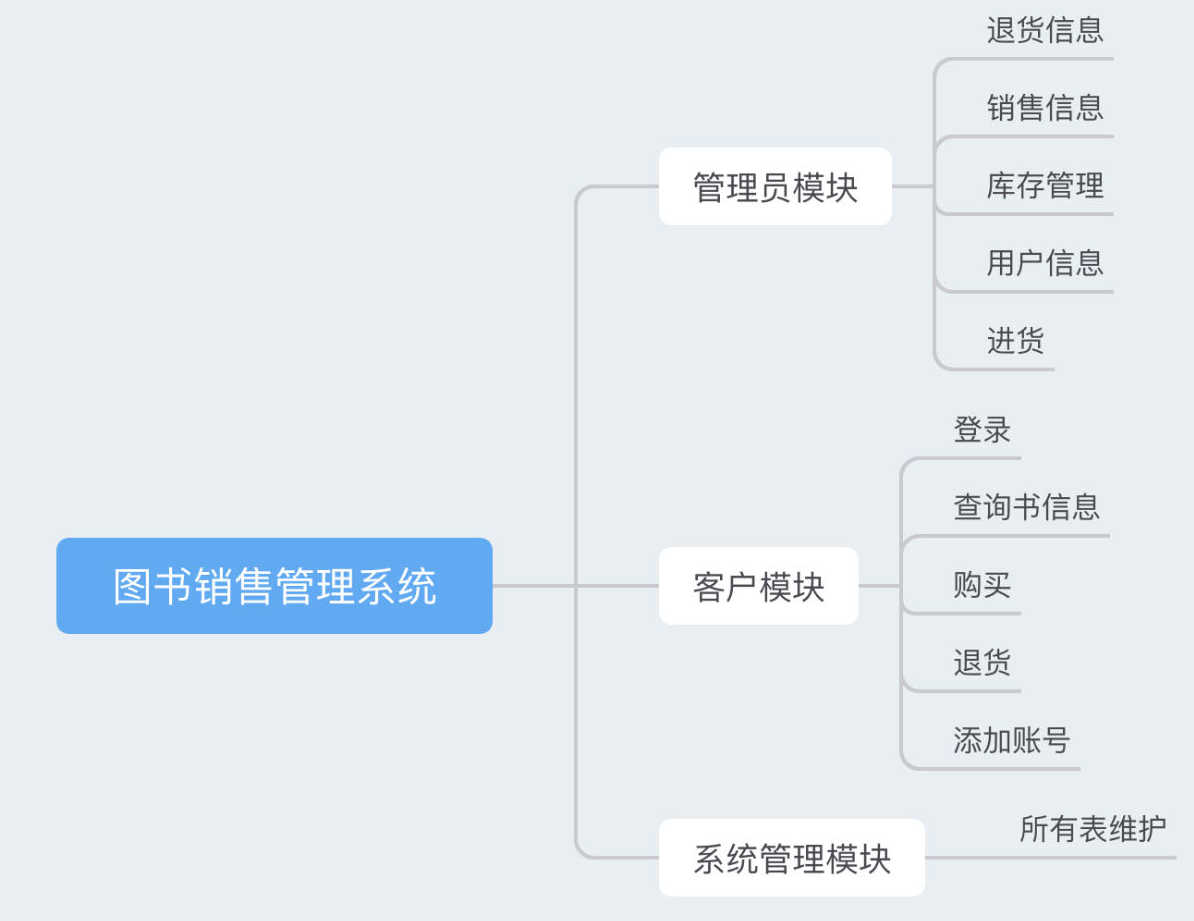 退货信息
销售信息
管理员模块
库存管理
用户信息
进货
登录
查询书信息
图书销售管理系统
客户模块
购买
退货
添加账号
系统管理模块
所有表维护